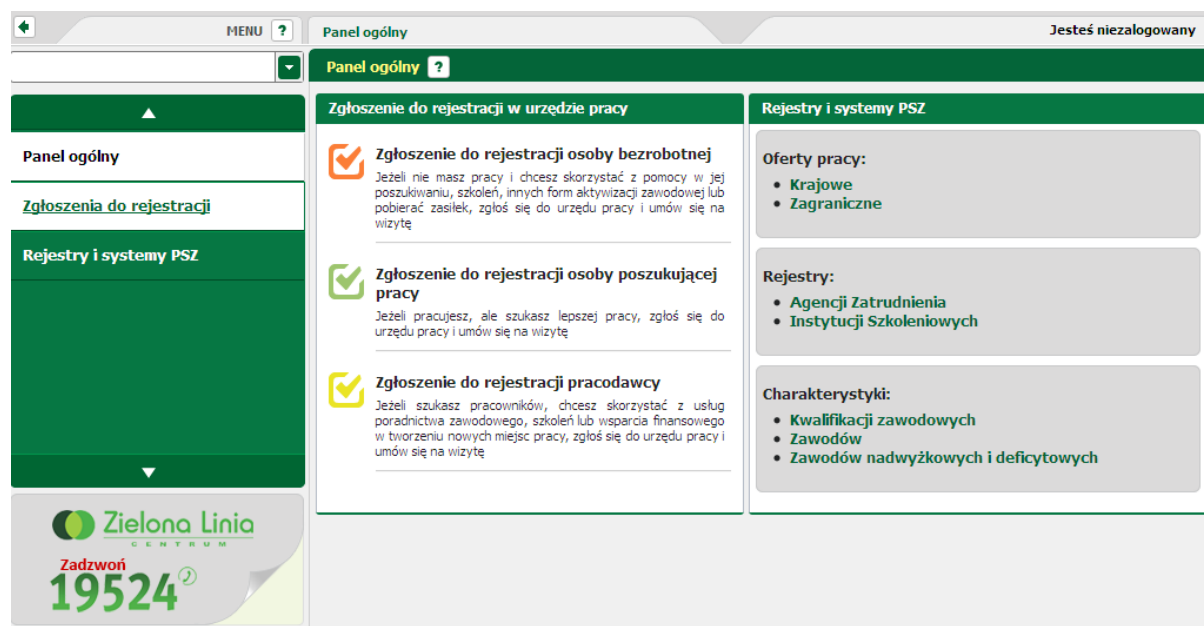 MENU ?
Panel ogólny
Jesteś niezalogowany
Panel ogólny ?
Panel ogólny
Zgłoszenia do rejestracji
Rejestry i systemy PSZ
Zielona Linia
CENTRUM
Zadzwoń
19524
Zgłoszenie do rejestracji w urzędzie pracy
Zgłoszenie do rejestracji osoby bezrobotnej
Jeżeli nie masz pracy i chcesz skorzystać z pomocy w jej
poszukiwaniu, szkoleń, innych form aktywizacji zawodowej lub
pobierać zasiłek, zgłoś się do urzędu pracy i umów się na
wizytę
Zgłoszenie do rejestracji osoby poszukującej
pracy
Jeżeli pracujesz, ale szukasz lepszej pracy, zgłoś się do
urzędu pracy i umów się na wizytę
Zgłoszenie do rejestracji pracodawcy
Jeżeli szukasz pracowników, chcesz skorzystać z usług
poradnictwa zawodowego, szkoleń lub wsparcia finansowego
w tworzeniu nowych miejsc pracy, zgłoś się do urzędu pracy i
umów się na wizytę
Rejestry i systemy PSZ
Oferty pracy:
• Krajowe
• Zagraniczne
Rejestry:
• Agencji Zatrudnienia
• Instytucji Szkoleniowych
Charakterystyki:
• Kwalifikacji zawodowych
• Zawodów
• Zawodów nadwyżkowych i deficytowych